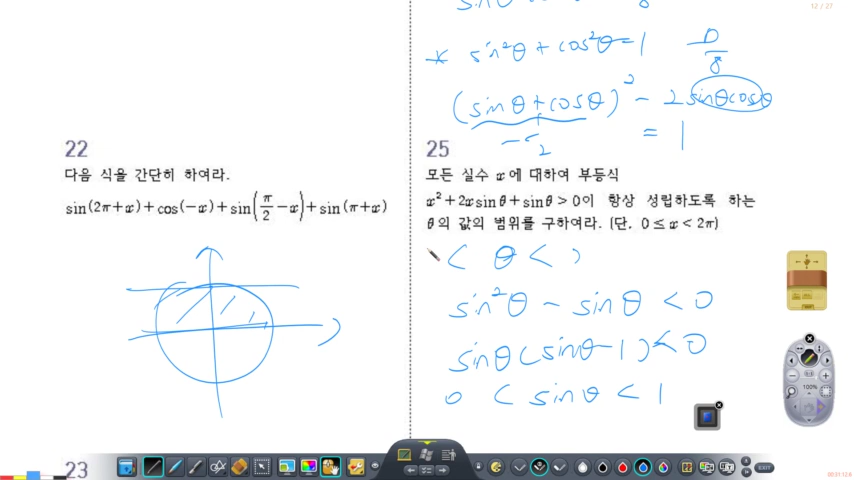 12 / 27
sinθ
8
* sin²θ + cos²θ = 1
(sinθ + cosθ)² - 2sinθcosθ
= 1
22
다음 식을 간단히 하여라.
sin(2π+x)+cos(-x)+sin(π/2-x)+sin(π+x)
25
모든 실수 x에 대하여 부등식
x²+2xsinθ+sinθ>0이 항상 성립하도록 하는
θ의 값의 범위를 구하여라. (단, 0≤x<2π)
< θ <
sin²θ - sinθ < 0
sinθ(sinθ-1) < 0
0 < sinθ < 1
23
100%
EXIT